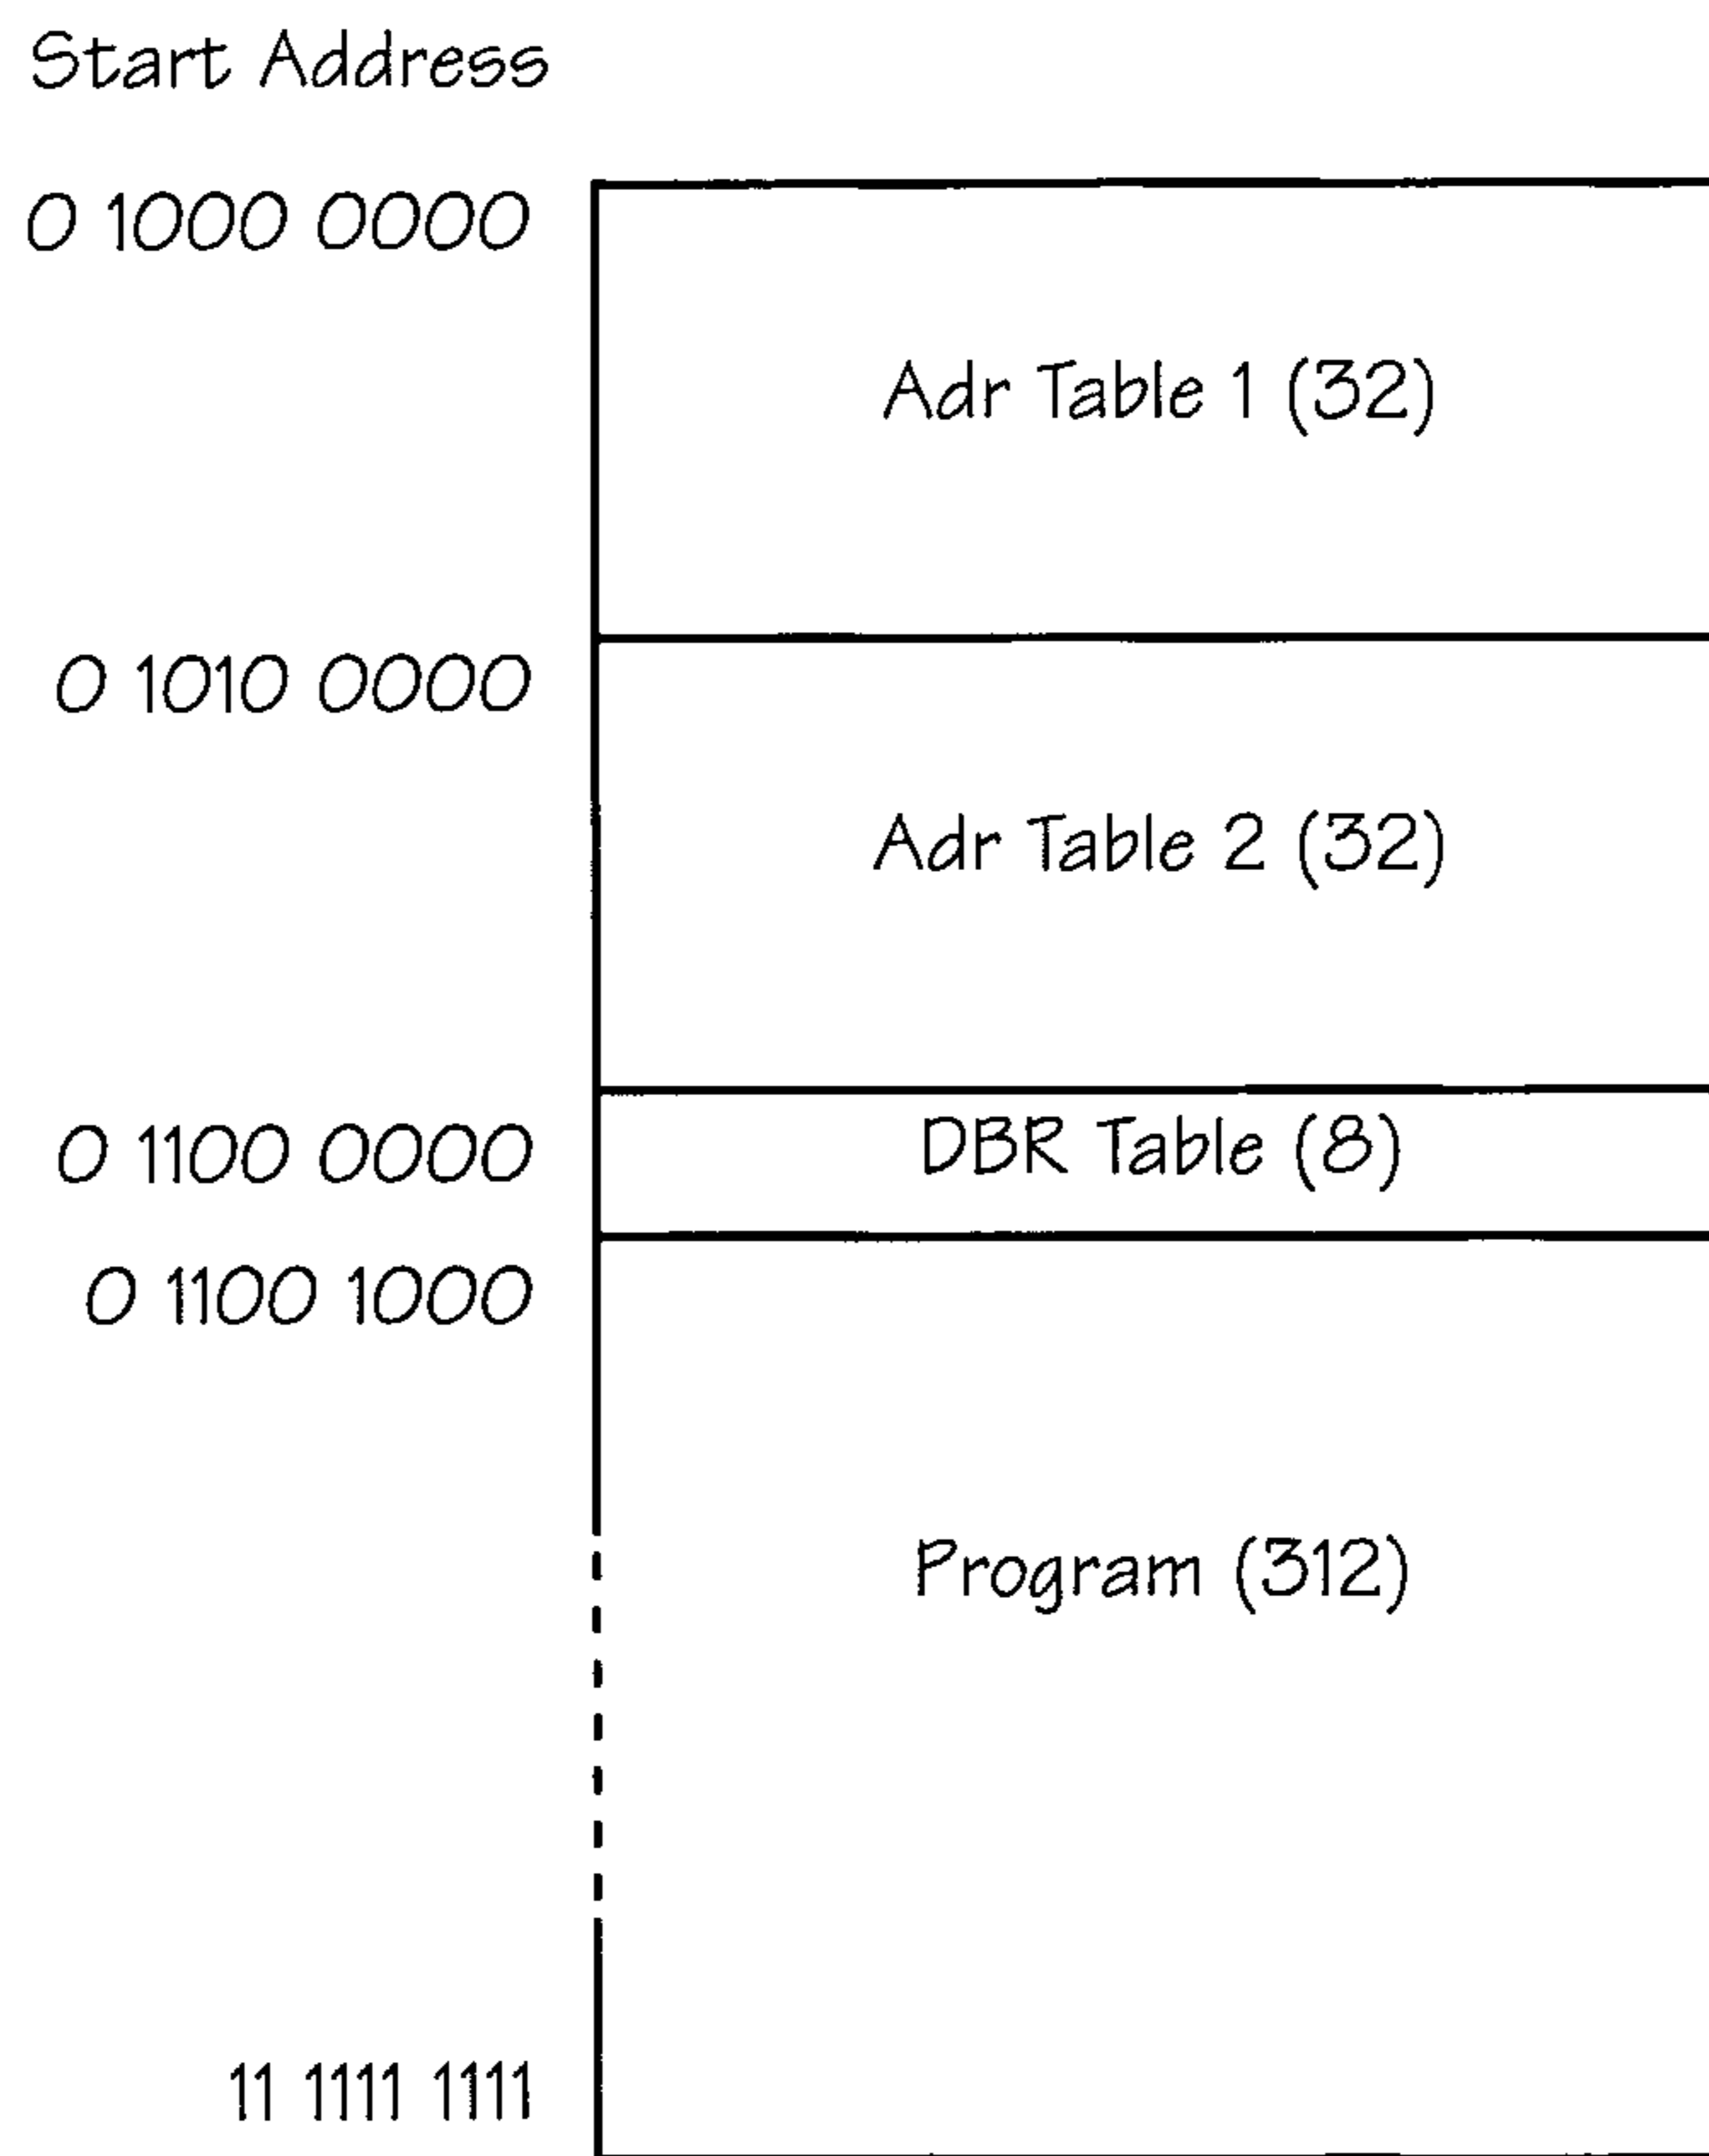 Start Address
0 1000 0000
Adr Table 1 (32)
0 1010 0000
Adr Table 2 (32)
0 1100 0000
DBR Table (8)
0 1100 1000
Program (312)
11 1111 1111